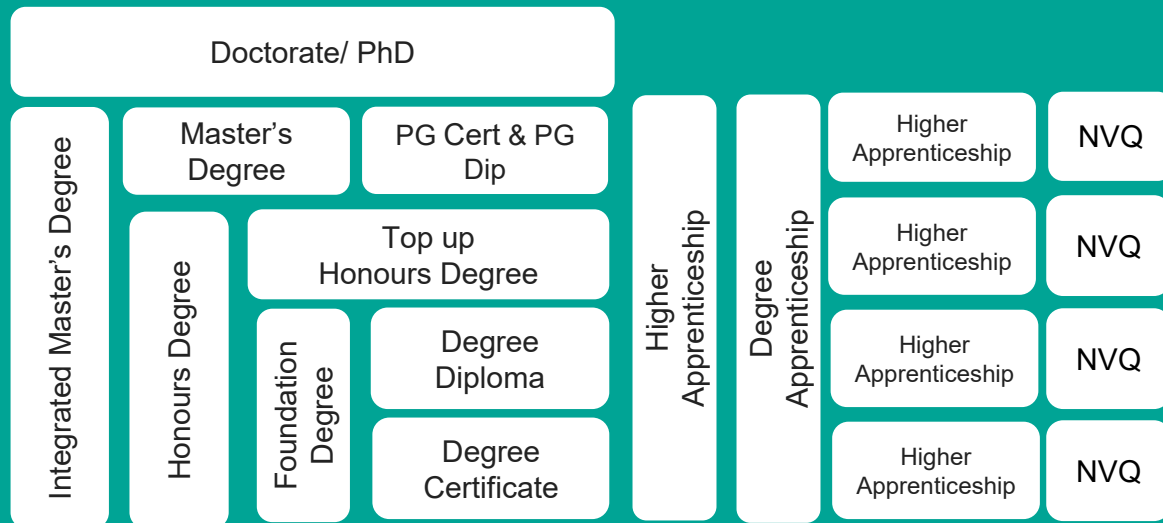 Doctorate/ PhD
Integrated Master's Degree
Master's
Degree
PG Cert & PG
Dip
Honours Degree
Top up
Honours Degree
Foundation
Degree
Degree
Diploma
Degree
Certificate
Higher
Apprenticeship
Degree
Apprenticeship
Higher
Apprenticeship
NVQ
Higher
Apprenticeship
NVQ
Higher
Apprenticeship
NVQ
Higher
Apprenticeship
NVQ